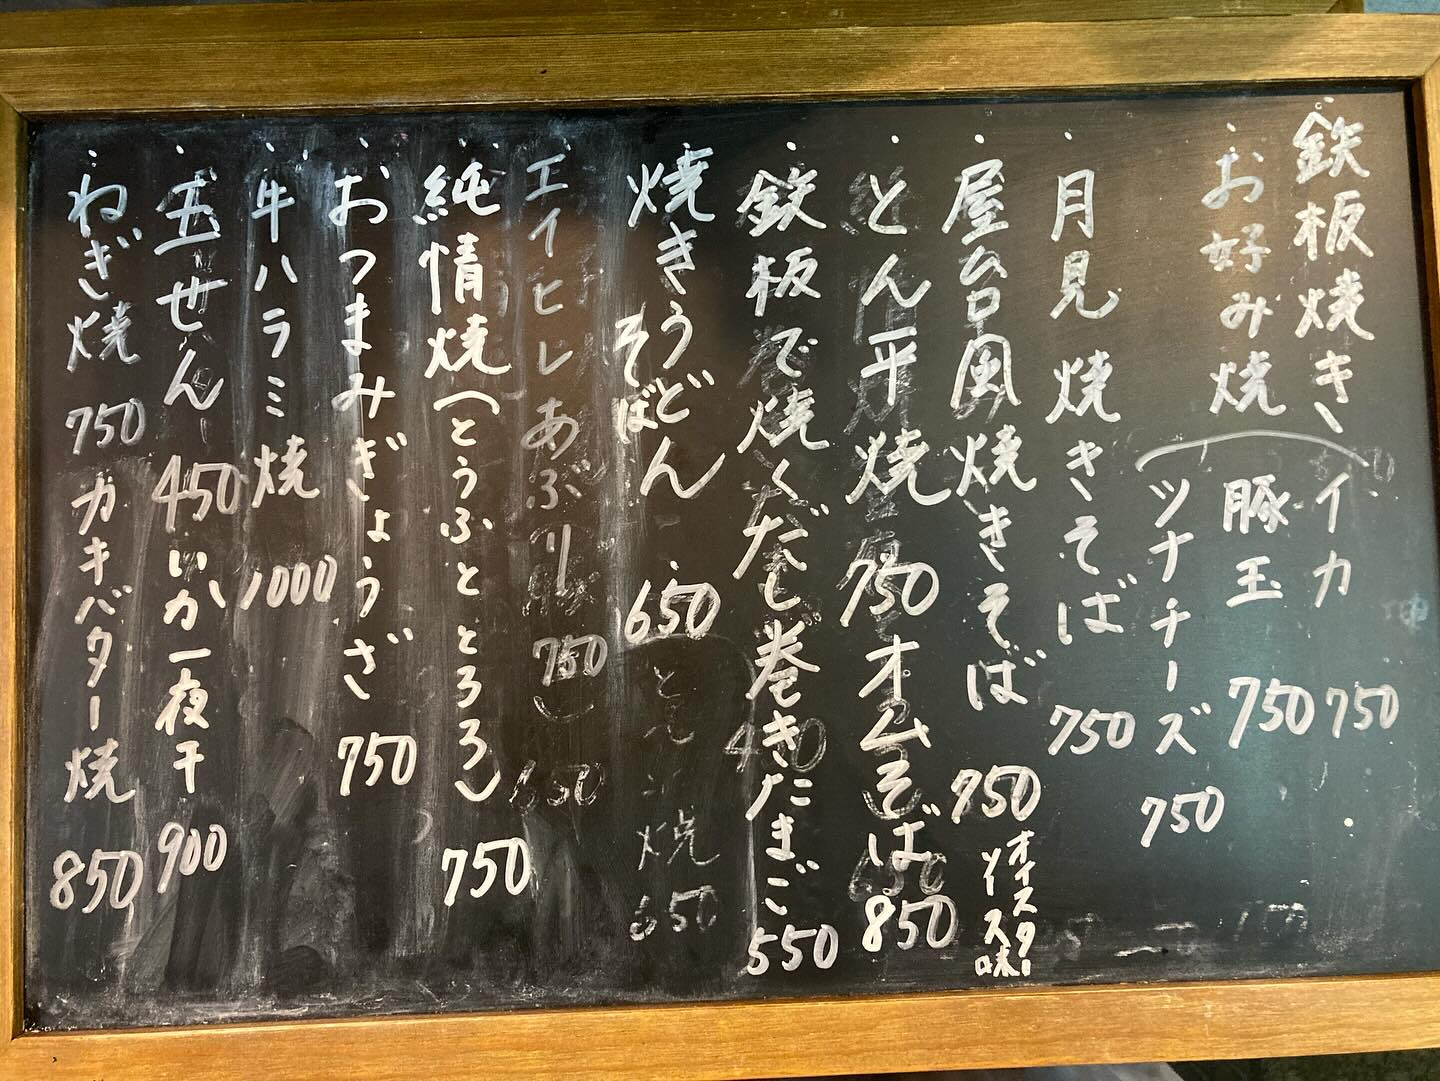 ・鉄板焼き イカ 750
・お好み焼 豚玉 750
ツナチーズ 750
・月見焼きそば 750
・屋台風焼きそば 750
オイスター
ソース味
・とん平焼 750 オムそば 850
・鉄板で焼くだし巻きたまご 550
・焼きうどん 650
そば
・エイヒレあぶり 750
・純情焼(とうふととろろ) 750
・おつまみぎょうざ 750
・牛ハラミ焼 1000
・玉せん 450 いか一夜干 900
・ねぎ焼 750 カキバター焼 850